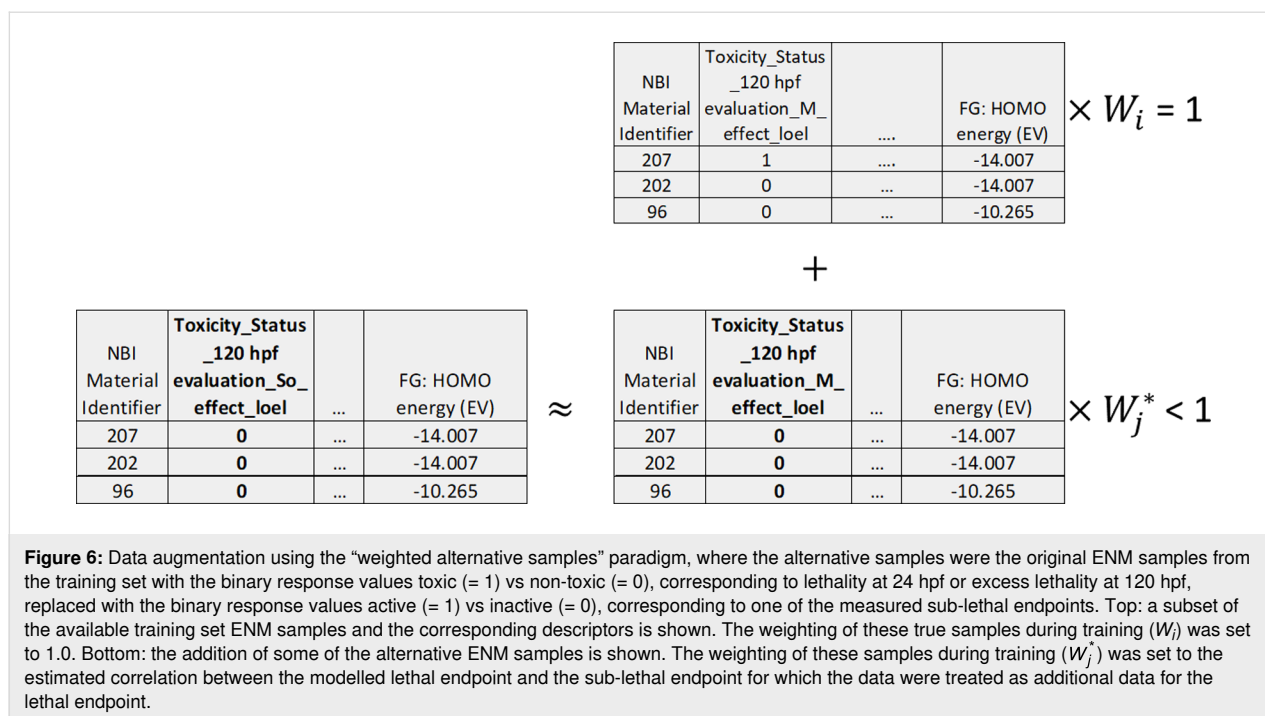 NBI Material Identifier | Toxicity_Status _120 hpf evaluation_M_ effect_loel | .... | FG: HOMO energy (EV)
207 | 1 | .... | -14.007
202 | 0 | ... | -14.007
96 | 0 | ... | -10.265
× Wi = 1
+
NBI Material Identifier | Toxicity_Status _120 hpf evaluation_So_ effect_loel | ... | FG: HOMO energy (EV)
207 | 0 | ... | -14.007
202 | 0 | ... | -14.007
96 | 0 | ... | -10.265
≈
NBI Material Identifier | Toxicity_Status _120 hpf evaluation_M_ effect_loel | ... | FG: HOMO energy (EV)
207 | 0 | ... | -14.007
202 | 0 | ... | -14.007
96 | 0 | ... | -10.265
× Wj* < 1
Figure 6: Data augmentation using the “weighted alternative samples” paradigm, where the alternative samples were the original ENM samples from
the training set with the binary response values toxic (= 1) vs non-toxic (= 0), corresponding to lethality at 24 hpf or excess lethality at 120 hpf,
replaced with the binary response values active (= 1) vs inactive (= 0), corresponding to one of the measured sub-lethal endpoints. Top: a subset of
the available training set ENM samples and the corresponding descriptors is shown. The weighting of these true samples during training (Wi) was set
to 1.0. Bottom: the addition of some of the alternative ENM samples is shown. The weighting of these samples during training (Wj*) was set to the
estimated correlation between the modelled lethal endpoint and the sub-lethal endpoint for which the data were treated as additional data for the
lethal endpoint.